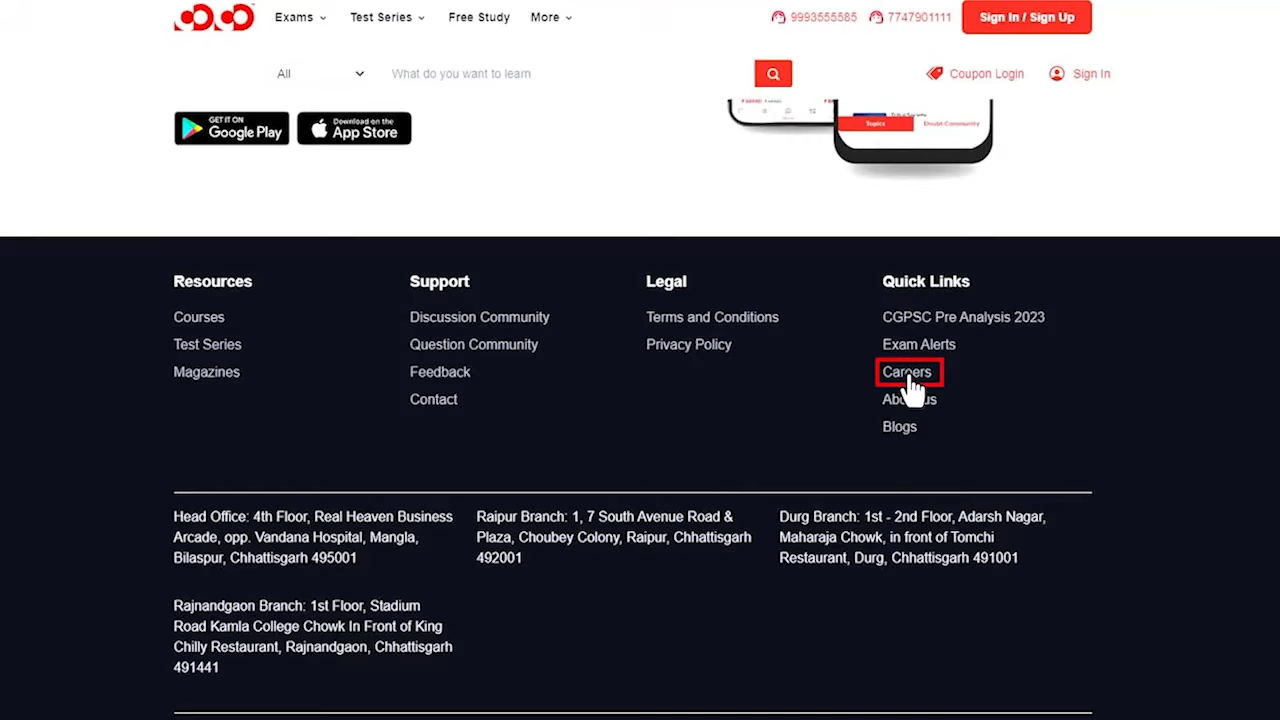 Exams Test Series Free Study More 9993555585 7747901111 Sign In / Sign Up
All What do you want to learn Coupon Login Sign In
GET IT ON
Google Play
Download on the
App Store
Topics Doubt Community
Resources
Courses
Test Series
Magazines
Support
Discussion Community
Question Community
Feedback
Contact
Legal
Terms and Conditions
Privacy Policy
Quick Links
CGPSC Pre Analysis 2023
Exam Alerts
Careers
Blogs
Head Office: 4th Floor, Real Heaven Business
Arcade, opp. Vandana Hospital, Mangla,
Bilaspur, Chhattisgarh 495001
Raipur Branch: 1, 7 South Avenue Road &
Plaza, Choubey Colony, Raipur, Chhattisgarh
492001
Durg Branch: 1st - 2nd Floor, Adarsh Nagar,
Maharaja Chowk, in front of Tomchi
Restaurant, Durg, Chhattisgarh 491001
Rajnandgaon Branch: 1st Floor, Stadium
Road Kamla College Chowk In Front of King
Chilly Restaurant, Rajnandgaon, Chhattisgarh
491441